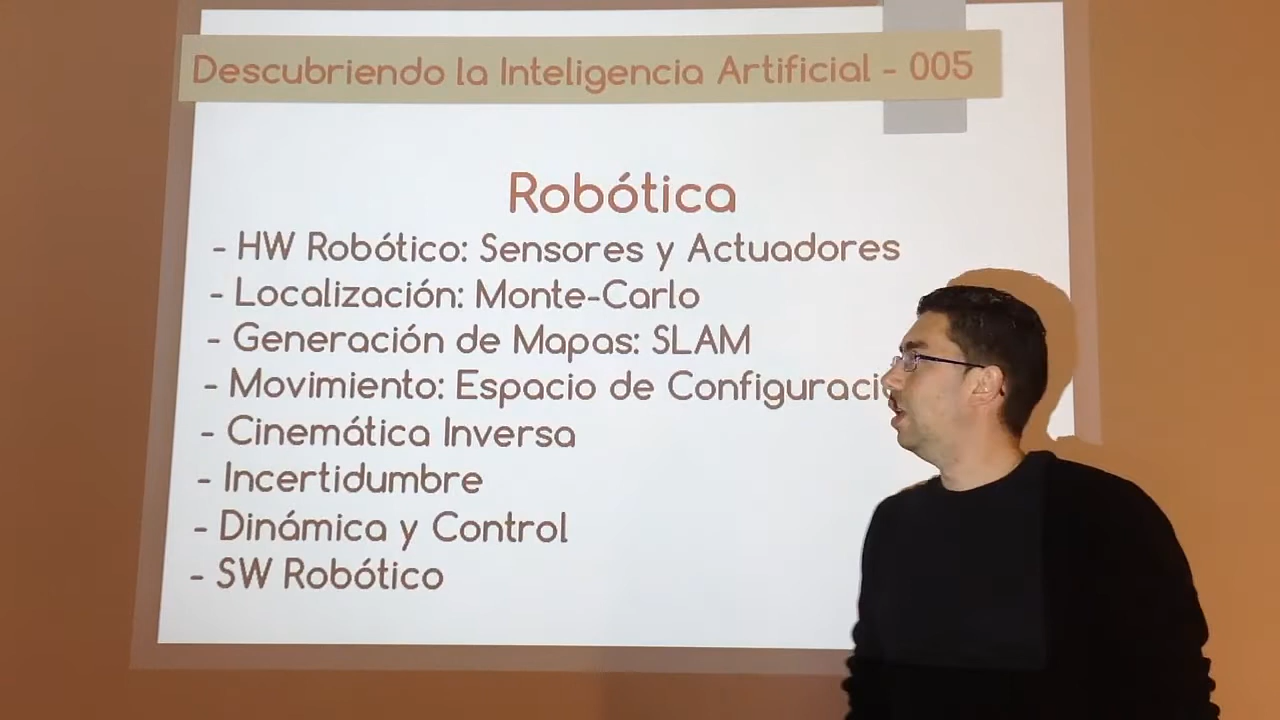 Descubriendo la Inteligencia Artificial - 005
Robótica
- HW Robótico: Sensores y Actuadores
- Localización: Monte-Carlo
- Generación de Mapas: SLAM
- Movimiento: Espacio de Configuraci
- Cinemática Inversa
- Incertidumbre
- Dinámica y Control
- SW Robótico